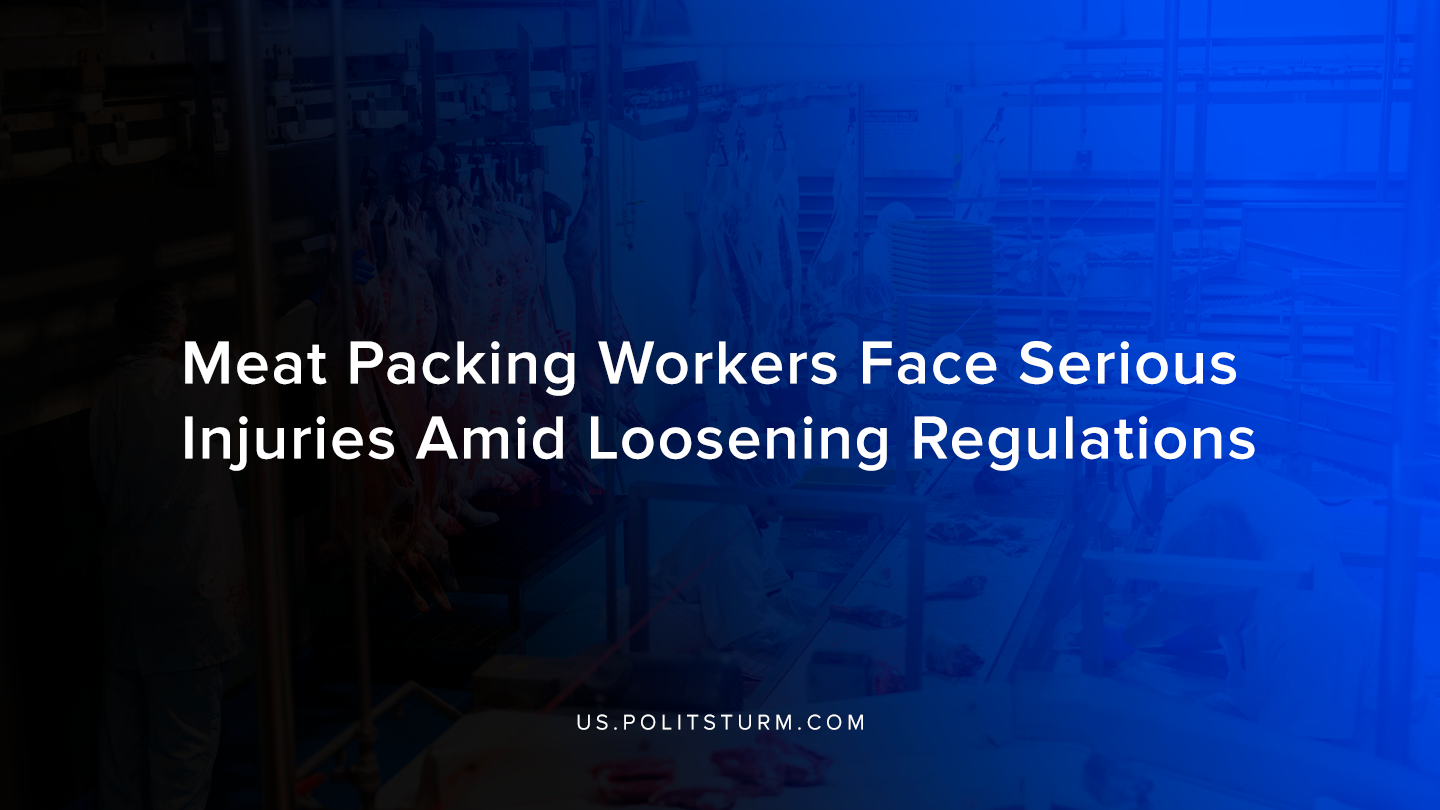 Meat Packing Workers Face Serious
Injuries Amid Loosening Regulations
US.POLITSTURM.COM